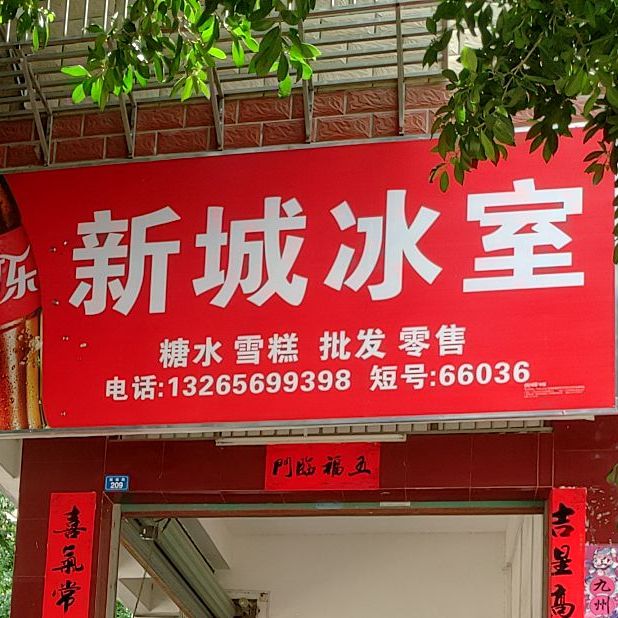 新城冰室
糖水 雪糕 批发 零售
电话:13265699398 短号:66036
五福臨門
209
喜氣常
吉星高
九州
乐